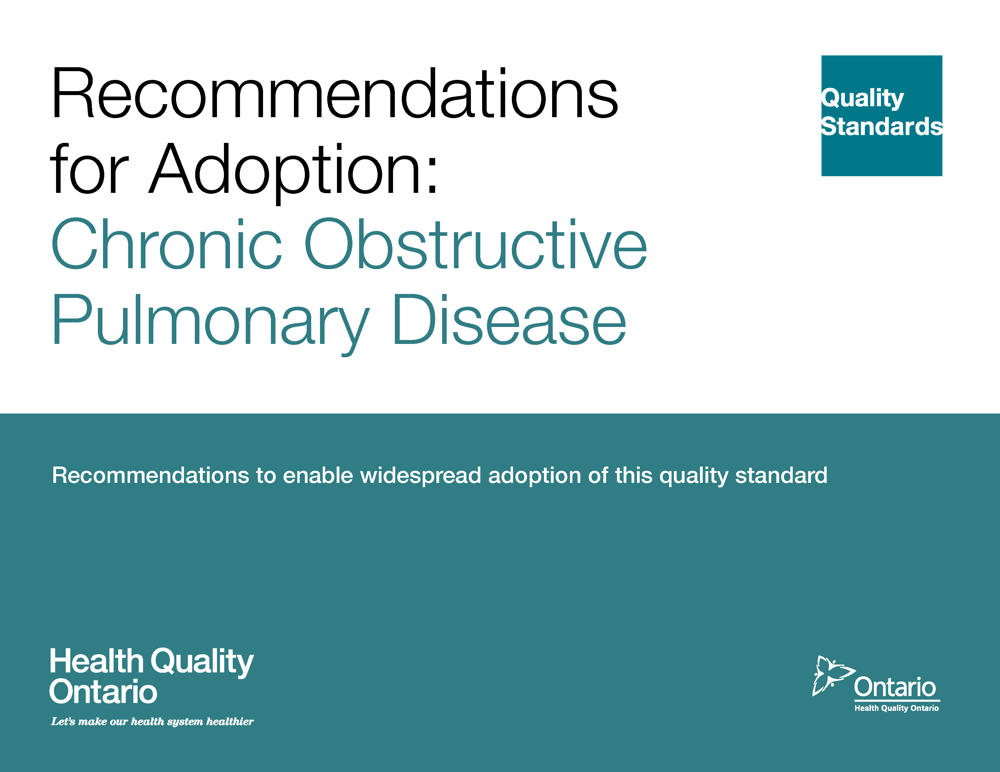 Recommendations
for Adoption:
Chronic Obstructive
Pulmonary Disease
Quality
Standards
Recommendations to enable widespread adoption of this quality standard
Health Quality
Ontario
Let's make our health system healthier
Ontario
Health Quality Ontario